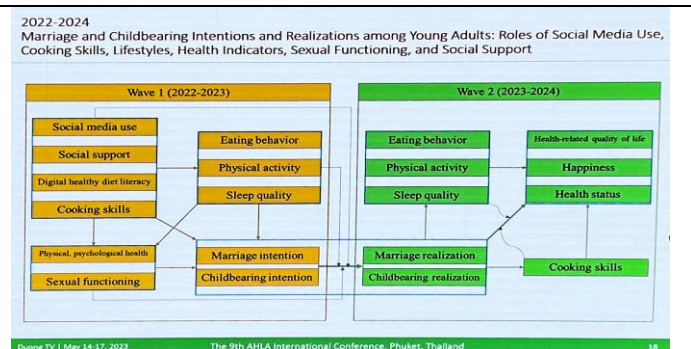 2022-2024
Marriage and Childbearing Intentions and Realizations among Young Adults: Roles of Social Media Use,
Cooking Skills, Lifestyles, Health Indicators, Sexual Functioning, and Social Support
Wave 1 (2022-2023)
Social media use
Social support
Digital healthy diet literacy
Cooking skills
Physical, psychological health
Sexual functioning
Eating behavior
Physical activity
Sleep quality
Marriage intention
Childbearing intention
Wave 2 (2023-2024)
Eating behavior
Physical activity
Sleep quality
Marriage realization
Childbearing realization
Health-related quality of life
Happiness
Health status
Cooking skills
Duong TV | May 14-17, 2023
The 9th AHLA International Conference, Phuket, Thailand
18